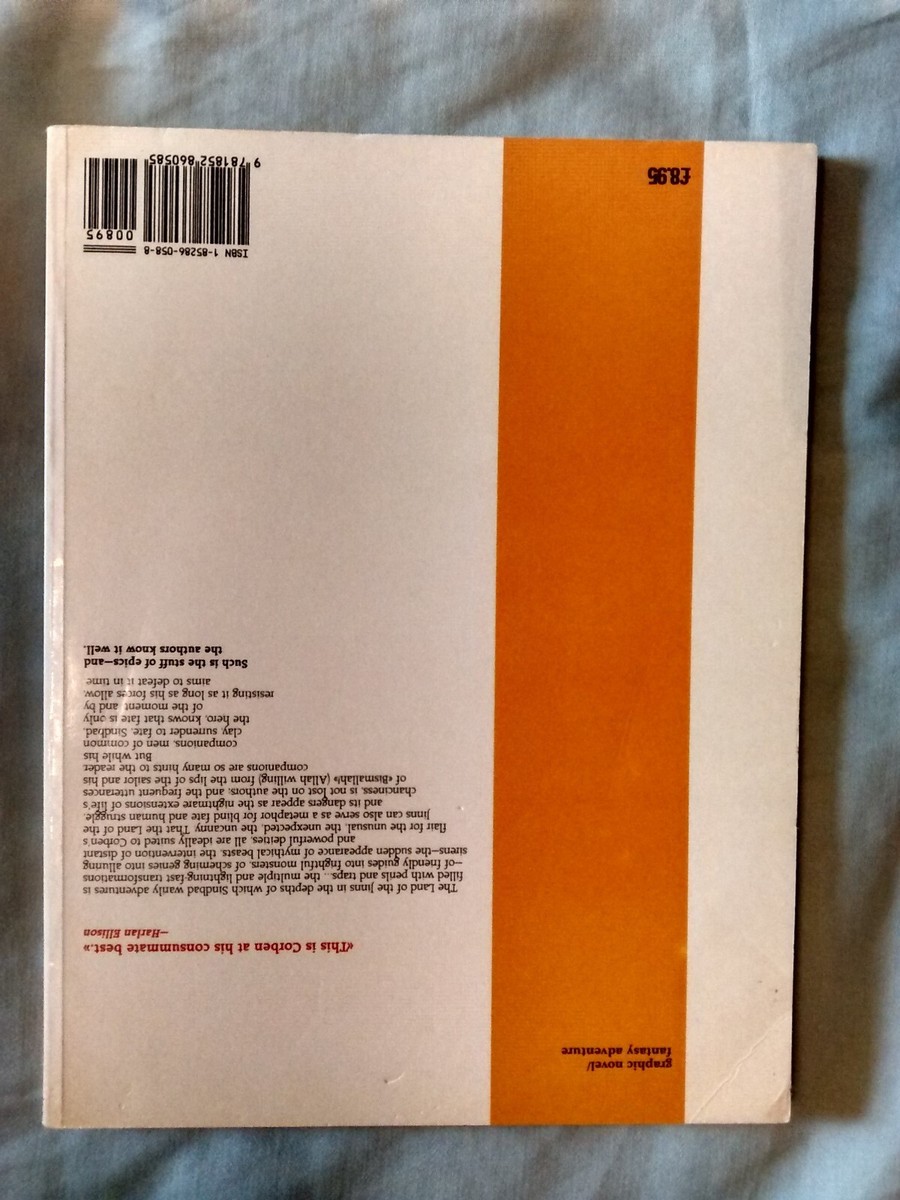 graphic novel/
fantasy adventure
«This is Corben at his consummate best.»
—Harlan Ellison
The Land of the Jinns in the depths of which Sindbad wanly adventures is
filled with perils and traps... the multiple and lightning-fast transformations
—of friendly guides into frightful monsters, of scheming genies into alluring
sirens—the sudden appearance of mythical beasts, the intervention of distant
and powerful deities, all are ideally suited to Corben's
flair for the unusual, the unexpected, the uncanny. That the Land of the
Jinns can also serve as a metaphor for blind fate and human struggle,
and its dangers appear as the nightmare extensions of life's
chanciness, is not lost on the authors; and the frequent utterances
of «Bismallah!» (Allah willing) from the lips of the sailor and his
companions are so many hints to the reader.
But while his
companions, men of common
clay, surrender to fate, Sindbad,
the hero, knows that fate is only
of the moment, and by
resisting it as long as his forces allow,
aims to defeat it in time.
Such is the stuff of epics—and
the authors know it well.
ISBN 1-85286-058-8
00895
9 781852 860585
£8.95